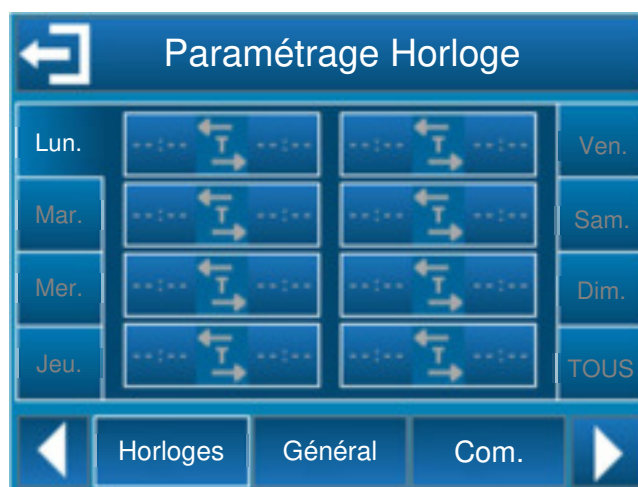 Paramétrage Horloge
Lun. --:-- T --:-- --:-- T --:-- Ven.
Mar. --:-- T --:-- --:-- T --:-- Sam.
Mer. --:-- T --:-- --:-- T --:-- Dim.
Jeu. --:-- T --:-- --:-- T --:-- TOUS
Horloges Général Com.